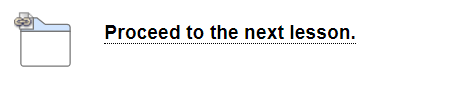 Proceed to the next lesson.